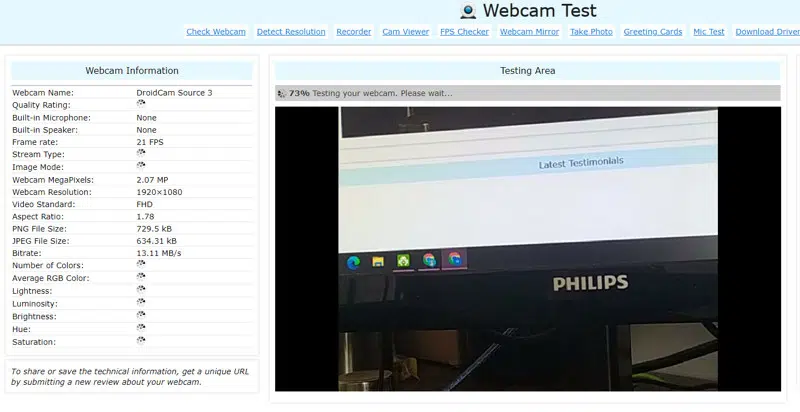 Webcam Test
Check Webcam Detect Resolution Recorder Cam Viewer FPS Checker Webcam Mirror Take Photo Greeting Cards Mic Test Download Driver
Webcam Information
Webcam Name: DroidCam Source 3
Quality Rating:
Built-in Microphone: None
Built-in Speaker: None
Frame rate: 21 FPS
Stream Type:
Image Mode:
Webcam MegaPixels: 2.07 MP
Webcam Resolution: 1920×1080
Video Standard: FHD
Aspect Ratio: 1.78
PNG File Size: 729.5 kB
JPEG File Size: 634.31 kB
Bitrate: 13.11 MB/s
Number of Colors:
Average RGB Color:
Lightness:
Luminosity:
Brightness:
Hue:
Saturation:
To share or save the technical information, get a unique URL
by submitting a new review about your webcam.
Testing Area
73% Testing your webcam. Please wait...
Latest Testimonials
PHILIPS